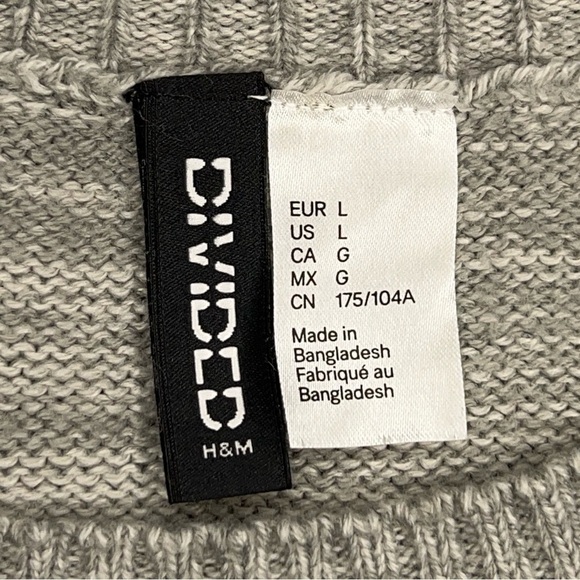 DIVIDED
H&M
EUR L
US L
CA G
MX G
CN 175/104A
Made in
Bangladesh
Fabriqué au
Bangladesh